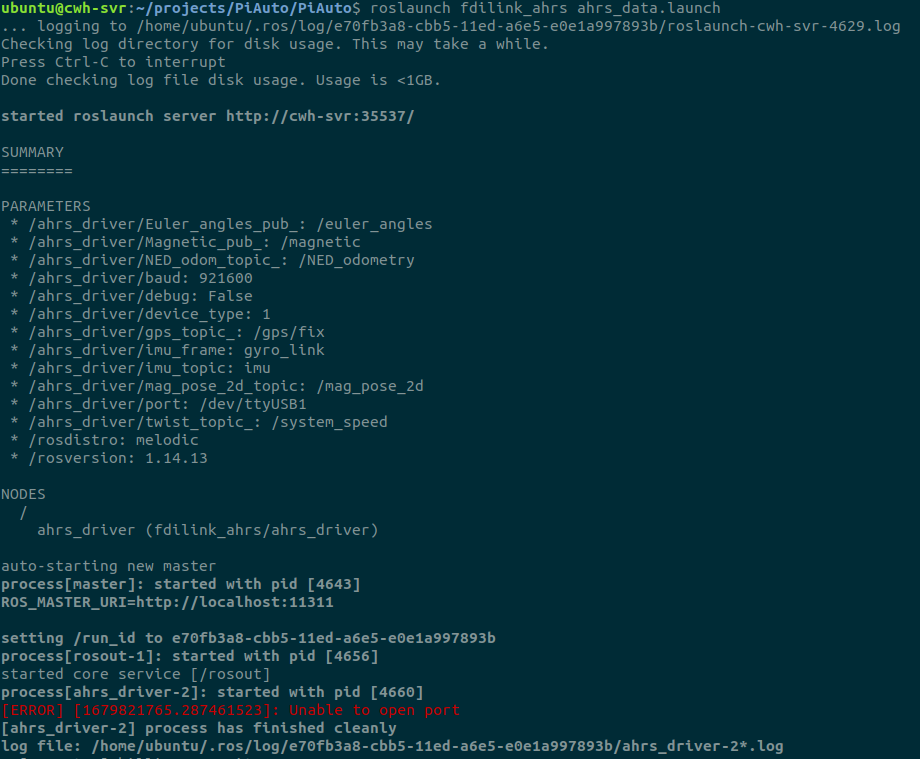 ubuntu@cwh-svr:~/projects/PiAuto/PiAuto$ roslaunch fdilink_ahrs ahrs_data.launch
... logging to /home/ubuntu/.ros/log/e70fb3a8-cbb5-11ed-a6e5-e0e1a997893b/roslaunch-cwh-svr-4629.log
Checking log directory for disk usage. This may take a while.
Press Ctrl-C to interrupt
Done checking log file disk usage. Usage is <1GB.

started roslaunch server http://cwh-svr:35537/

SUMMARY
========

PARAMETERS
 * /ahrs_driver/Euler_angles_pub_: /euler_angles
 * /ahrs_driver/Magnetic_pub_: /magnetic
 * /ahrs_driver/NED_odom_topic_: /NED_odometry
 * /ahrs_driver/baud: 921600
 * /ahrs_driver/debug: False
 * /ahrs_driver/device_type: 1
 * /ahrs_driver/gps_topic_: /gps/fix
 * /ahrs_driver/imu_frame: gyro_link
 * /ahrs_driver/imu_topic: imu
 * /ahrs_driver/mag_pose_2d_topic: /mag_pose_2d
 * /ahrs_driver/port: /dev/ttyUSB1
 * /ahrs_driver/twist_topic_: /system_speed
 * /rosdistro: melodic
 * /rosversion: 1.14.13

NODES
  /
    ahrs_driver (fdilink_ahrs/ahrs_driver)

auto-starting new master
process[master]: started with pid [4643]
ROS_MASTER_URI=http://localhost:11311

setting /run_id to e70fb3a8-cbb5-11ed-a6e5-e0e1a997893b
process[rosout-1]: started with pid [4656]
started core service [/rosout]
process[ahrs_driver-2]: started with pid [4660]
[ERROR] [1679821765.287461523]: Unable to open port
[ahrs_driver-2] process has finished cleanly
log file: /home/ubuntu/.ros/log/e70fb3a8-cbb5-11ed-a6e5-e0e1a997893b/ahrs_driver-2*.log